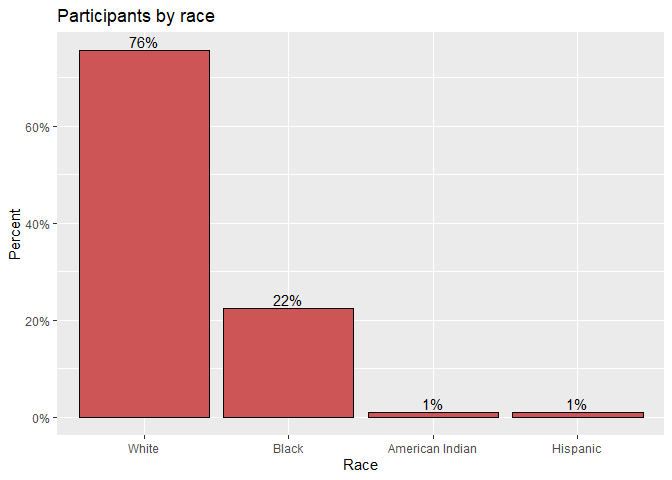 Participants by race
76%
60%
40%
Percent
22%
20%
1% 1%
0%
White Black American Indian Hispanic
Race